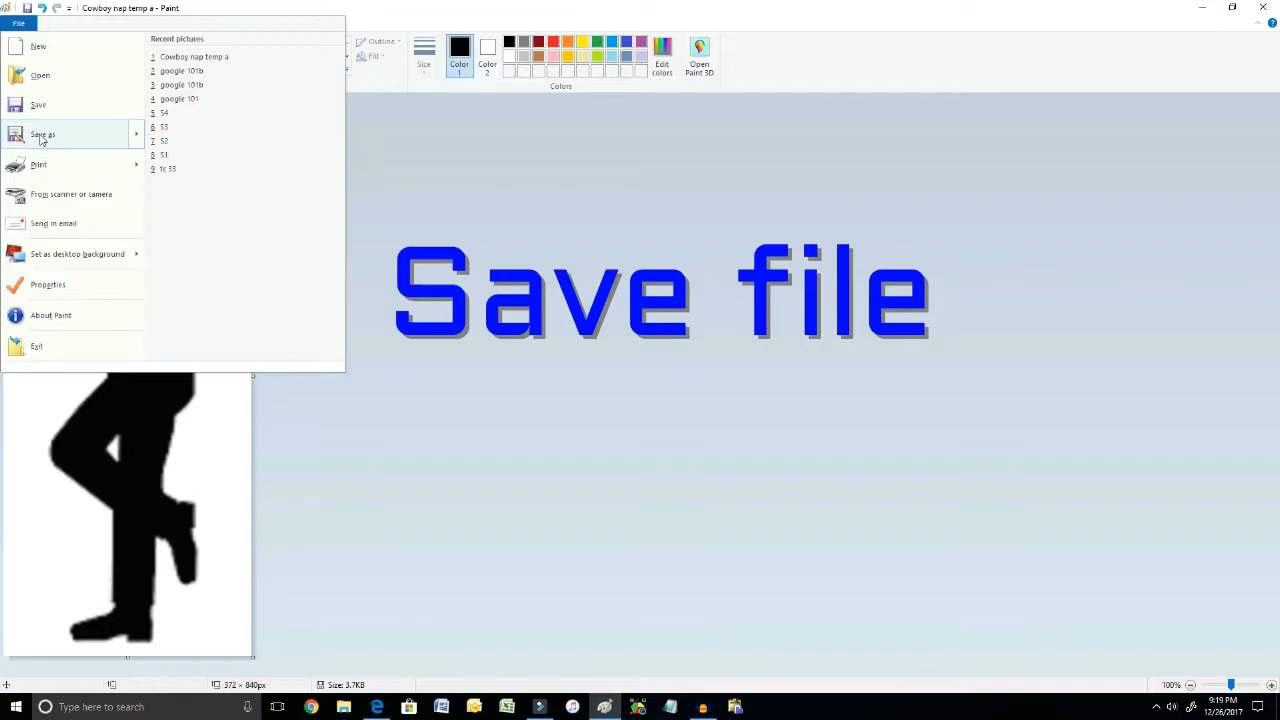 Cowboy nap temp a - Paint
File
Recent pictures
New
1 Cowboy nap temp a
2 google 101b
Open
3 google 101b
4 google 101
Save
5 S4
6 S3
Save as
7 S2
8 S1
Print
9 tc 33
From scanner or camera
Send in email
Set as desktop background
Properties
About Paint
Exit
Outline
Fill
Size
Color 1
Color 2
Edit colors
Open Paint 3D
Colors
Save file
372 × 840px
Size: 3.7KB
100%
Type here to search
9:19 PM
12/26/2017